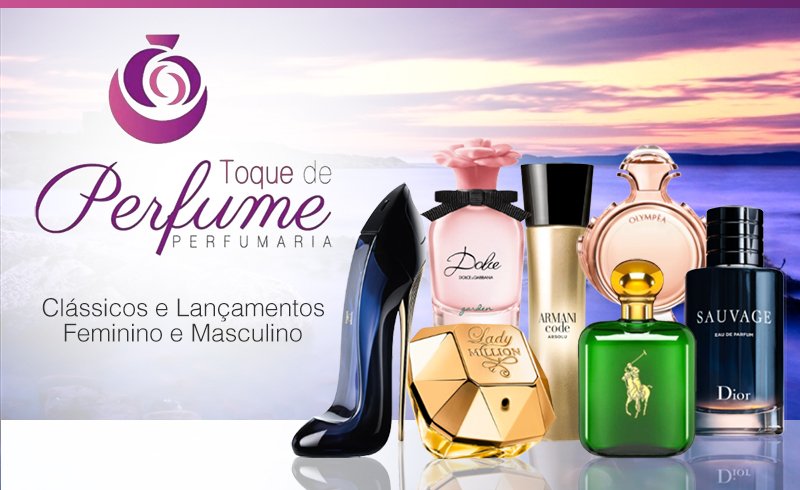 Toque de
Perfume
PERFUMARIA
Clássicos e Lançamentos
Feminino e Masculino
Dolce
DOLCE&GABBANA
garden
ARMANI
code
ABSOLU
OLYMPÉA
Lady
MILLION
SAUVAGE
EAU DE PARFUM
Dior